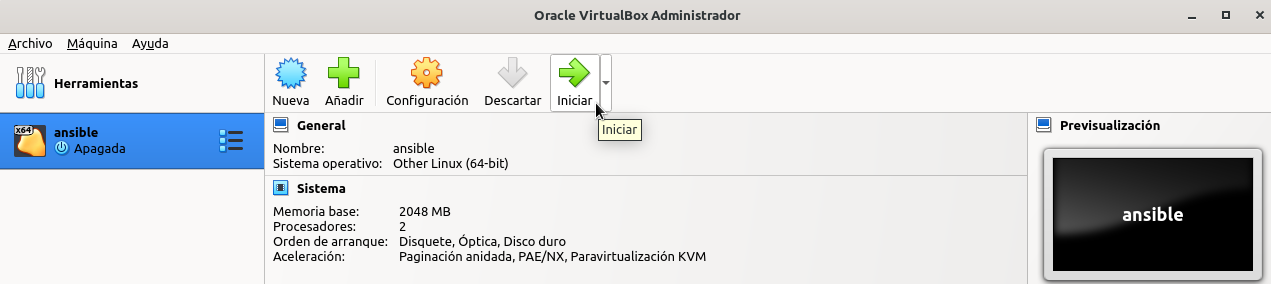 Oracle VirtualBox Administrador
Archivo Máquina Ayuda
Herramientas
Nueva Añadir Configuración Descartar Iniciar
Iniciar
x64
ansible
Apagada
General
Nombre: ansible
Sistema operativo: Other Linux (64-bit)
Sistema
Memoria base: 2048 MB
Procesadores: 2
Orden de arranque: Disquete, Óptica, Disco duro
Aceleración: Paginación anidada, PAE/NX, Paravirtualización KVM
Previsualización
ansible